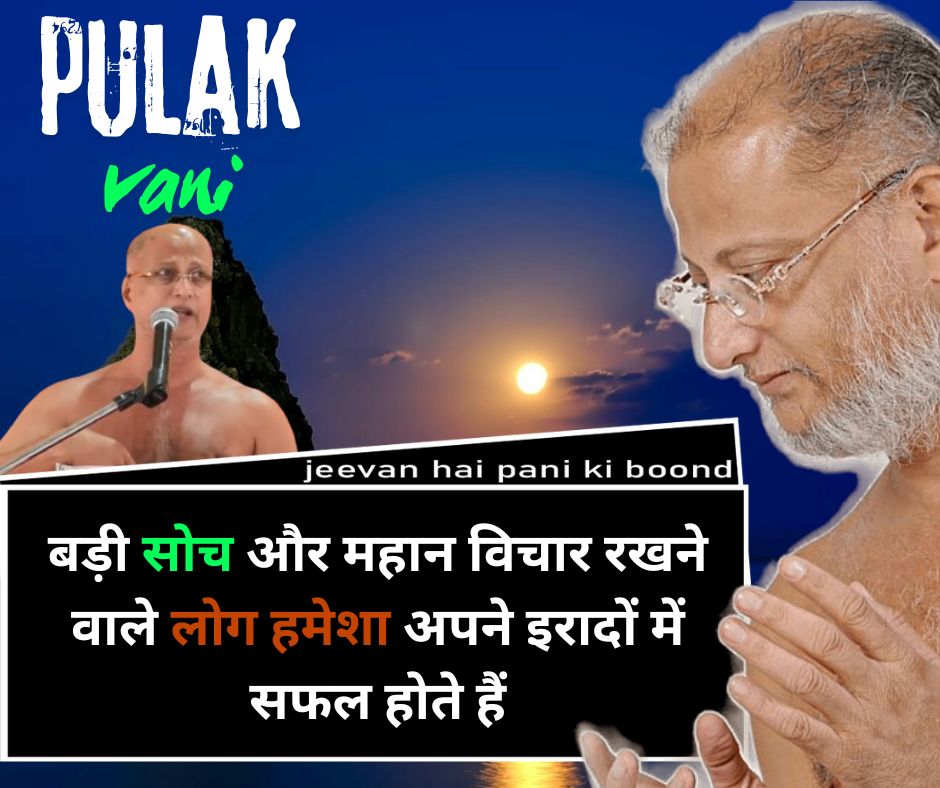 PULAK
vani
jeevan hai pani ki boond
बड़ी सोच और महान विचार रखने
वाले लोग हमेशा अपने इरादों में
सफल होते हैं